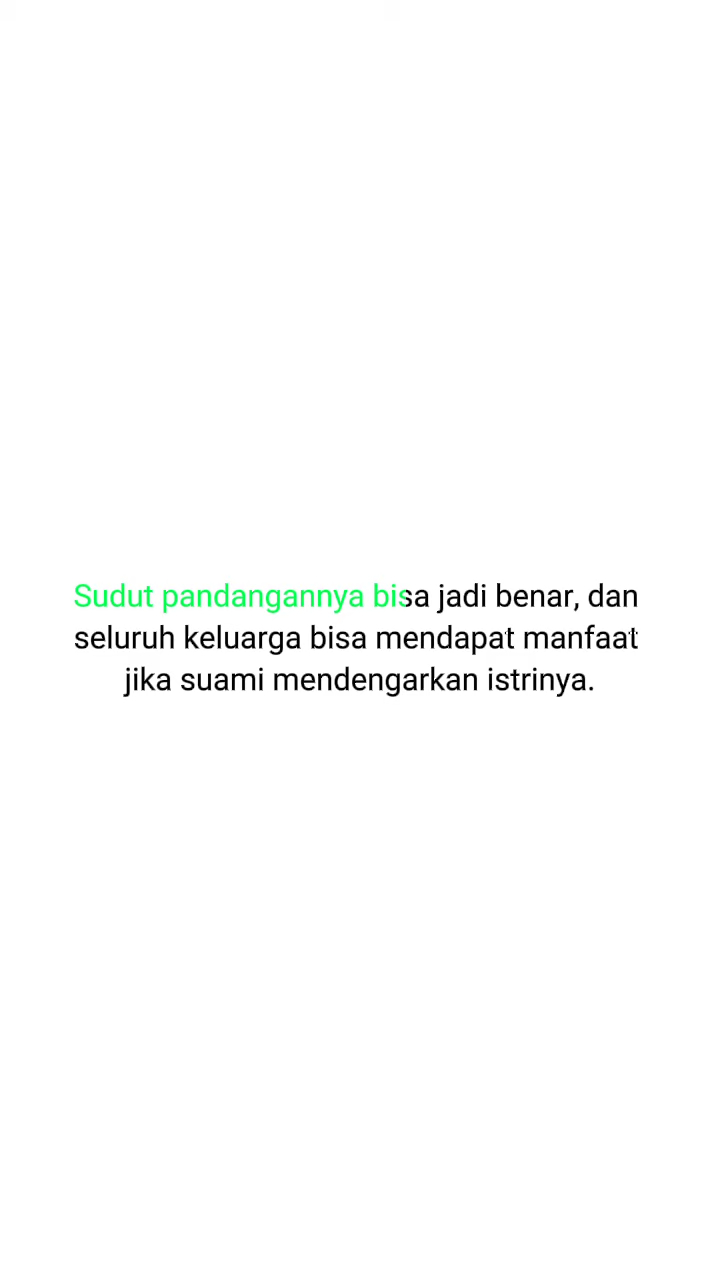 Sudut pandangannya bisa jadi benar, dan
seluruh keluarga bisa mendapat manfaat
jika suami mendengarkan istrinya.